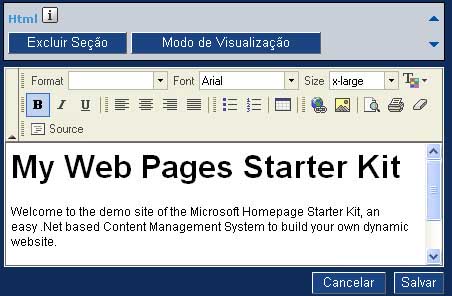 Html i
Excluir Seção Modo de Visualização
Format Font Arial Size x-large T
B I U
Source
My Web Pages Starter Kit
Welcome to the demo site of the Microsoft Homepage Starter Kit, an
easy .Net based Content Management System to build your own dynamic
website.
Cancelar Salvar